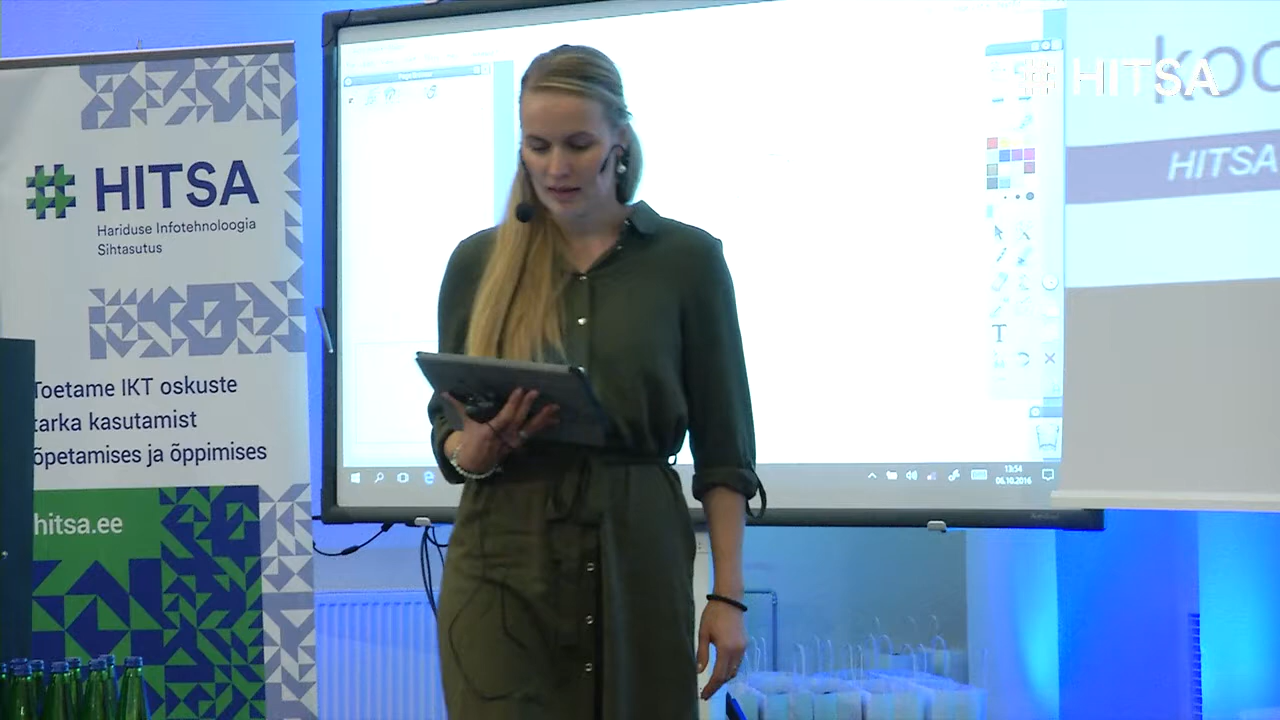 HITSA
Hariduse Infotehnoloogia
Sihtasutus
Toetame IKT oskuste
tarka kasutamist
õpetamises ja õppimises
hitsa.ee
HITSA
koo
HITSA
T
13:54
06.10.2016